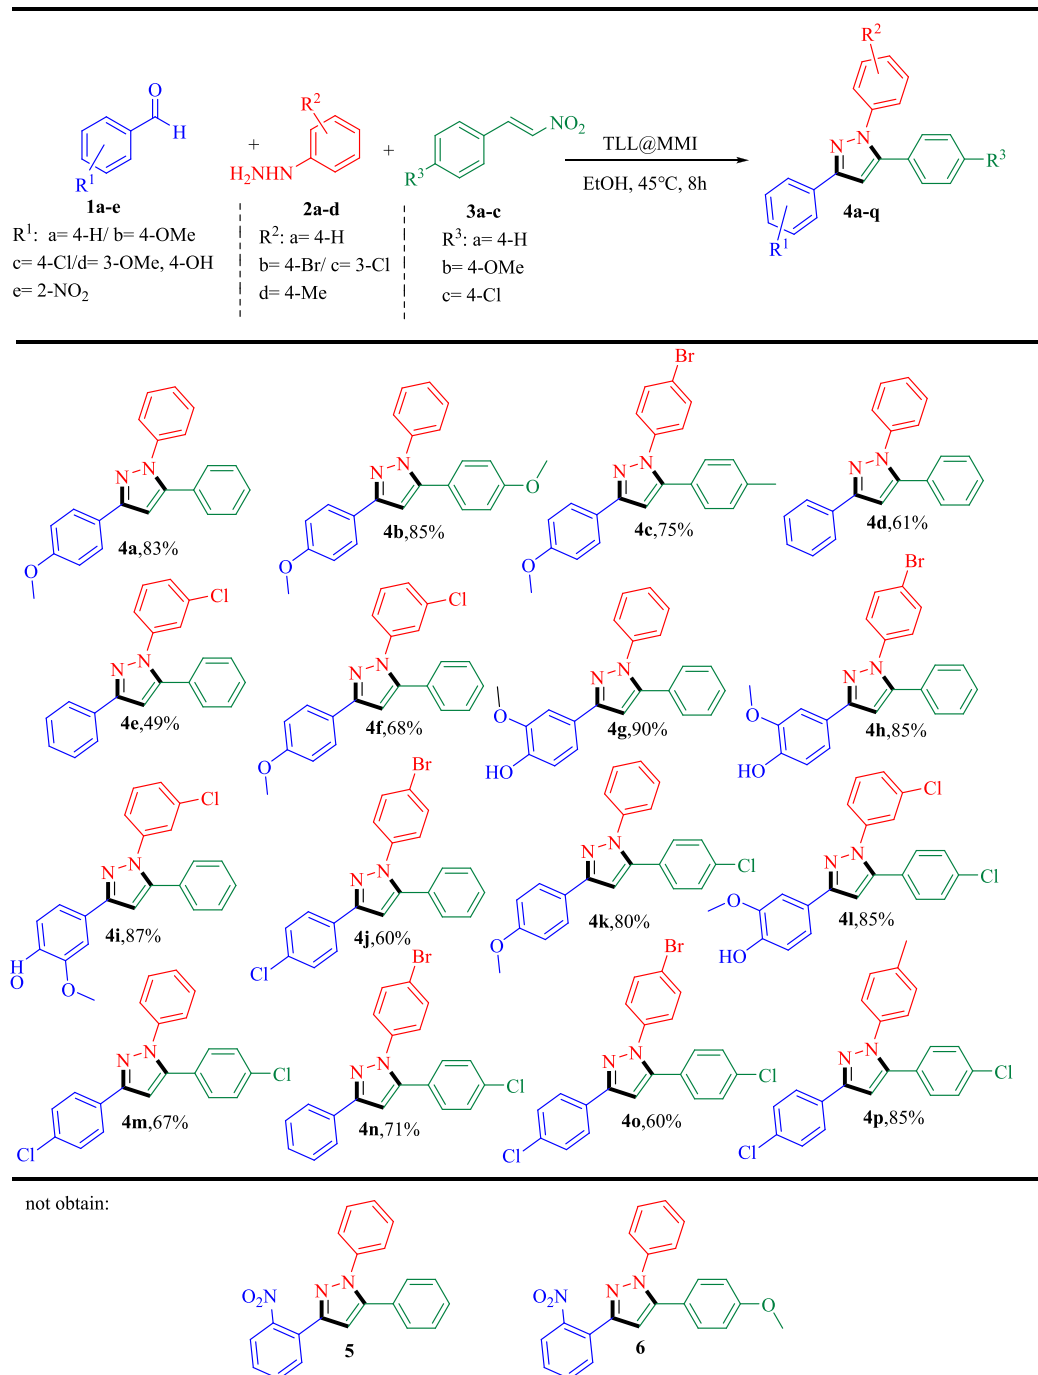 O
H
R¹
1a-e
R¹: a= 4-H/ b= 4-OMe
c= 4-Cl/d= 3-OMe, 4-OH
e= 2-NO₂
+
R²
H₂NHN
2a-d
R²: a= 4-H
b= 4-Br/ c= 3-Cl
d= 4-Me
+
NO₂
R³
3a-c
R³: a= 4-H
b= 4-OMe
c= 4-Cl
TLL@MMI
EtOH, 45℃, 8h
R²
N
N
R³
R¹
4a-q
N
N
O
4a,83%
N
N
O
O
4b,85%
Br
N
N
O
4c,75%
N
N
4d,61%
Cl
N
N
4e,49%
Cl
N
N
O
4f,68%
N
N
O
HO
4g,90%
Br
N
N
O
HO
4h,85%
Cl
N
N
H
O
O
4i,87%
Br
N
N
Cl
4j,60%
N
N
Cl
O
4k,80%
Cl
N
N
Cl
O
HO
4l,85%
N
N
Cl
Cl
4m,67%
Br
N
N
Cl
4n,71%
Br
N
N
Cl
Cl
4o,60%
N
N
Cl
Cl
4p,85%
not obtain:
N
N
O₂N
5
N
N
O₂N
O
6